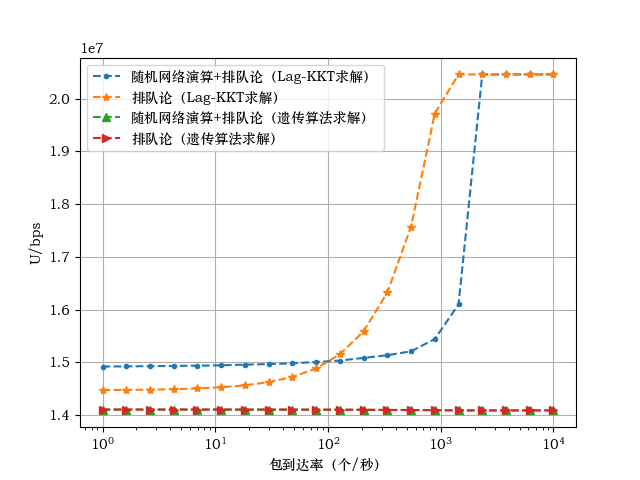 1e7
随机网络演算+排队论（Lag-KKT求解）
排队论（Lag-KKT求解）
随机网络演算+排队论（遗传算法求解）
排队论（遗传算法求解）
2.0
1.9
1.8
1.7
1.6
1.5
1.4
U/bps
10⁰ 10¹ 10² 10³ 10⁴
包到达率（个/秒）